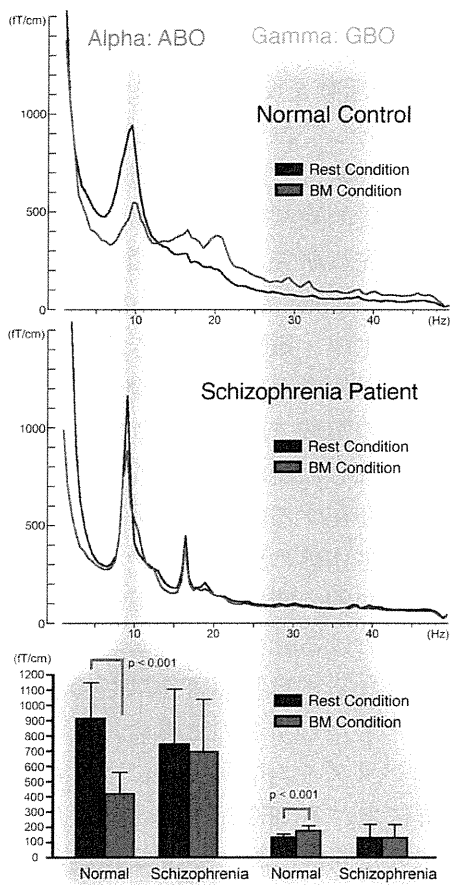 (fT/cm)
Alpha: ABO
Gamma: GBO
Normal Control
Rest Condition
BM Condition
1000
500
0
10
20
30
40
(Hz)
(fT/cm)
Schizophrenia Patient
Rest Condition
BM Condition
1000
500
0
10
20
30
40
(Hz)
(fT/cm)
1200
1100
1000
900
800
700
600
500
400
300
200
100
0
p < 0.001
Rest Condition
BM Condition
p < 0.001
Normal
Schizophrenia
Normal
Schizophrenia